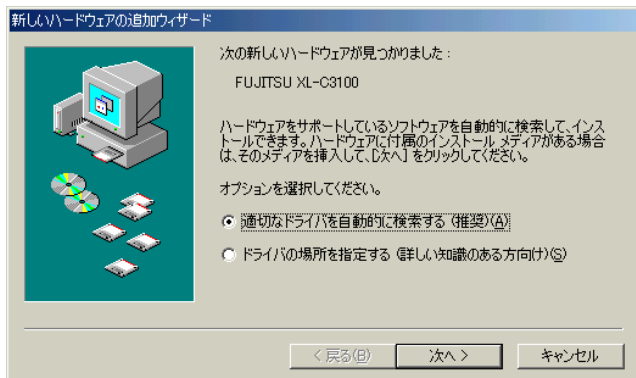 新しいハードウェアの追加ウィザード
次の新しいハードウェアが見つかりました：
FUJITSU XL-C3100
ハードウェアをサポートしているソフトウェアを自動的に検索して、インス
トールできます。ハードウェアに付属のインストール メディアがある場合
は、そのメディアを挿入して、[次へ] をクリックしてください。
オプションを選択してください。
適切なドライバを自動的に検索する (推奨)(A)
ドライバの場所を指定する (詳しい知識のある方向け)(S)
< 戻る(B)
次へ >
キャンセル